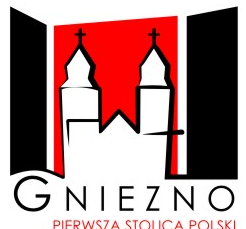 GNIEZNO
PIERWSZA STOLICA POLSKI